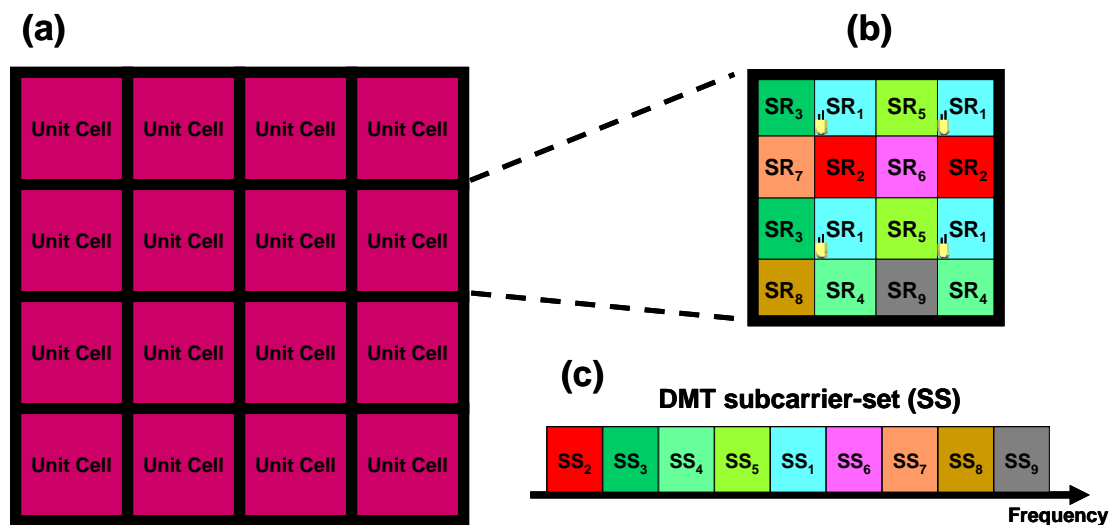 (a)
(b)
Unit Cell Unit Cell Unit Cell Unit Cell
Unit Cell Unit Cell Unit Cell Unit Cell
Unit Cell Unit Cell Unit Cell Unit Cell
Unit Cell Unit Cell Unit Cell Unit Cell
SR₃ SR₁ SR₅ SR₁
SR₇ SR₂ SR₆ SR₂
SR₃ SR₁ SR₅ SR₁
SR₈ SR₄ SR₉ SR₄
(c)
DMT subcarrier-set (SS)
SS₂ SS₃ SS₄ SS₅ SS₁ SS₆ SS₇ SS₈ SS₉
Frequency